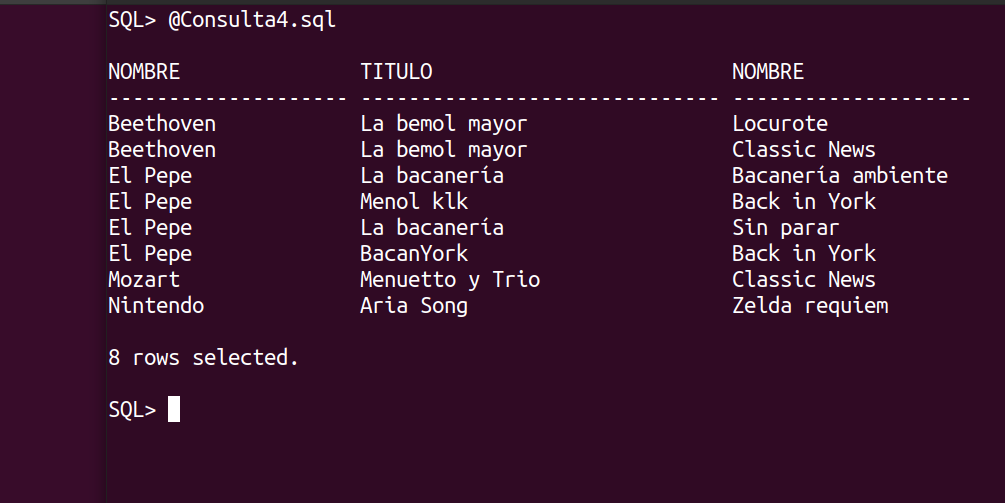 SQL> @Consulta4.sql
NOMBRE TITULO NOMBRE
-------------------- ------------------------------ --------------------
Beethoven La bemol mayor Locurote
Beethoven La bemol mayor Classic News
El Pepe La bacanería Bacanería ambiente
El Pepe Menol klk Back in York
El Pepe La bacanería Sin parar
El Pepe BacanYork Back in York
Mozart Menuetto y Trio Classic News
Nintendo Aria Song Zelda requiem
8 rows selected.
SQL>